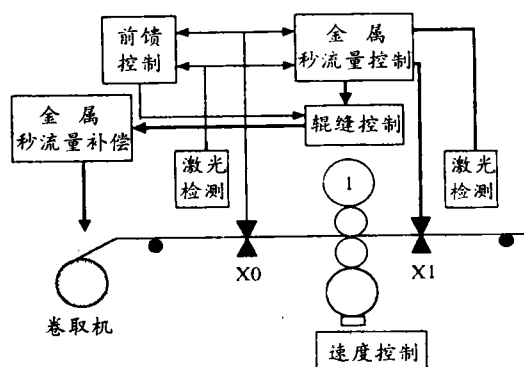 前馈
控制
金 属
秒流量控制
金 属
秒流量补偿
辊缝控制
激光
检测
激光
检测
1
X0
X1
卷取机
速度控制